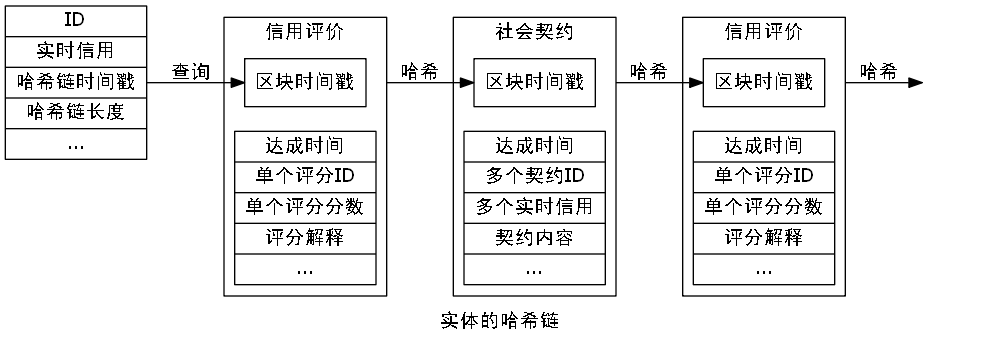 ID
实时信用
哈希链时间戳
哈希链长度
...
查询
信用评价
区块时间戳
达成时间
单个评分ID
单个评分分数
评分解释
...
哈希
社会契约
区块时间戳
达成时间
多个契约ID
多个实时信用
契约内容
...
哈希
信用评价
区块时间戳
达成时间
单个评分ID
单个评分分数
评分解释
...
哈希
实体的哈希链